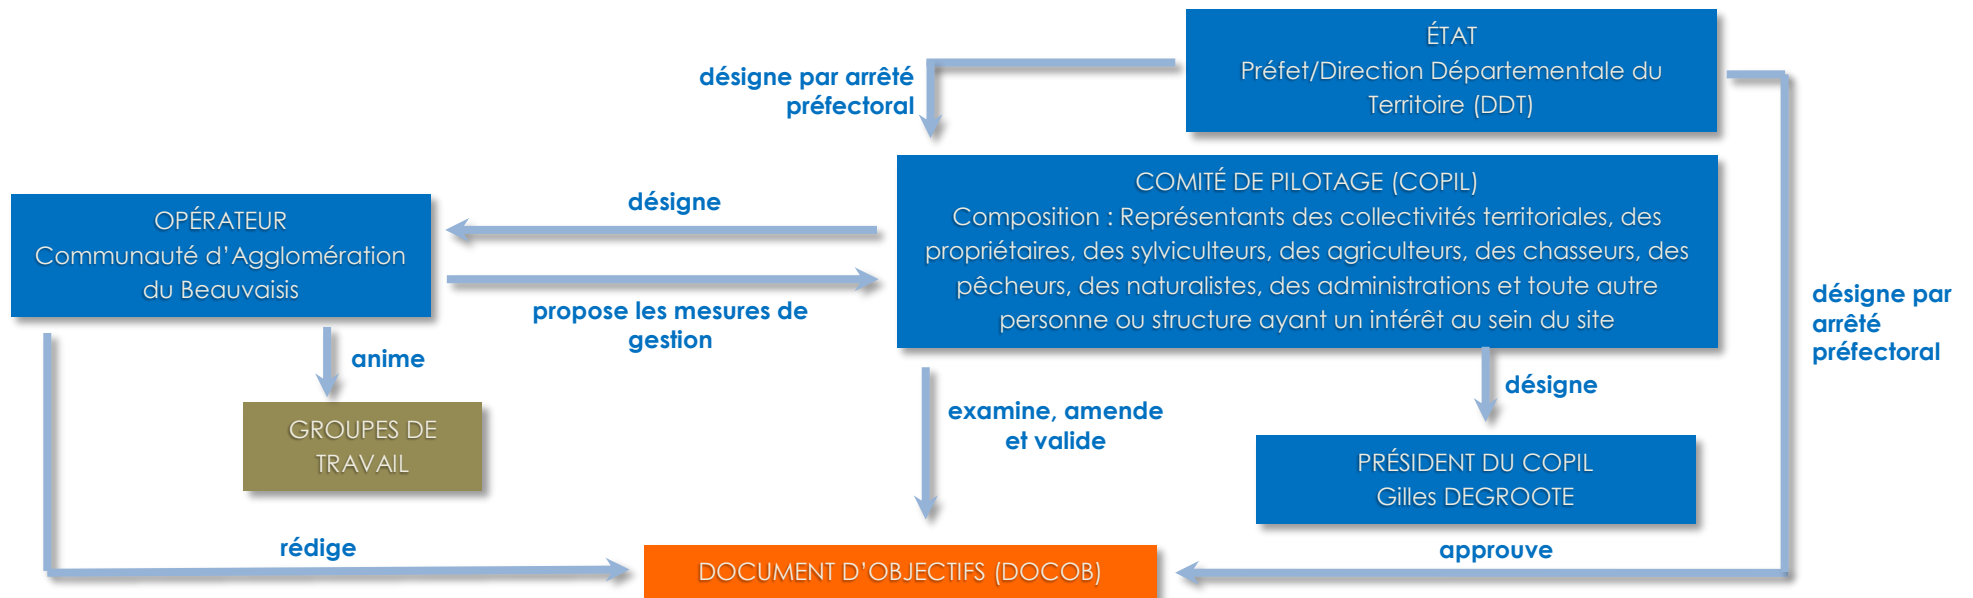 ÉTAT
Préfet/Direction Départementale du
Territoire (DDT)
désigne par arrêté
préfectoral
COMITÉ DE PILOTAGE (COPIL)
Composition : Représentants des collectivités territoriales, des
propriétaires, des sylviculteurs, des agriculteurs, des chasseurs, des
pêcheurs, des naturalistes, des administrations et toute autre
personne ou structure ayant un intérêt au sein du site
désigne
OPÉRATEUR
Communauté d'Agglomération
du Beauvaisis
propose les mesures de
gestion
désigne par
arrêté
préfectoral
anime
désigne
GROUPES DE
TRAVAIL
examine, amende
et valide
PRÉSIDENT DU COPIL
Gilles DEGROOTE
rédige
approuve
DOCUMENT D'OBJECTIFS (DOCOB)